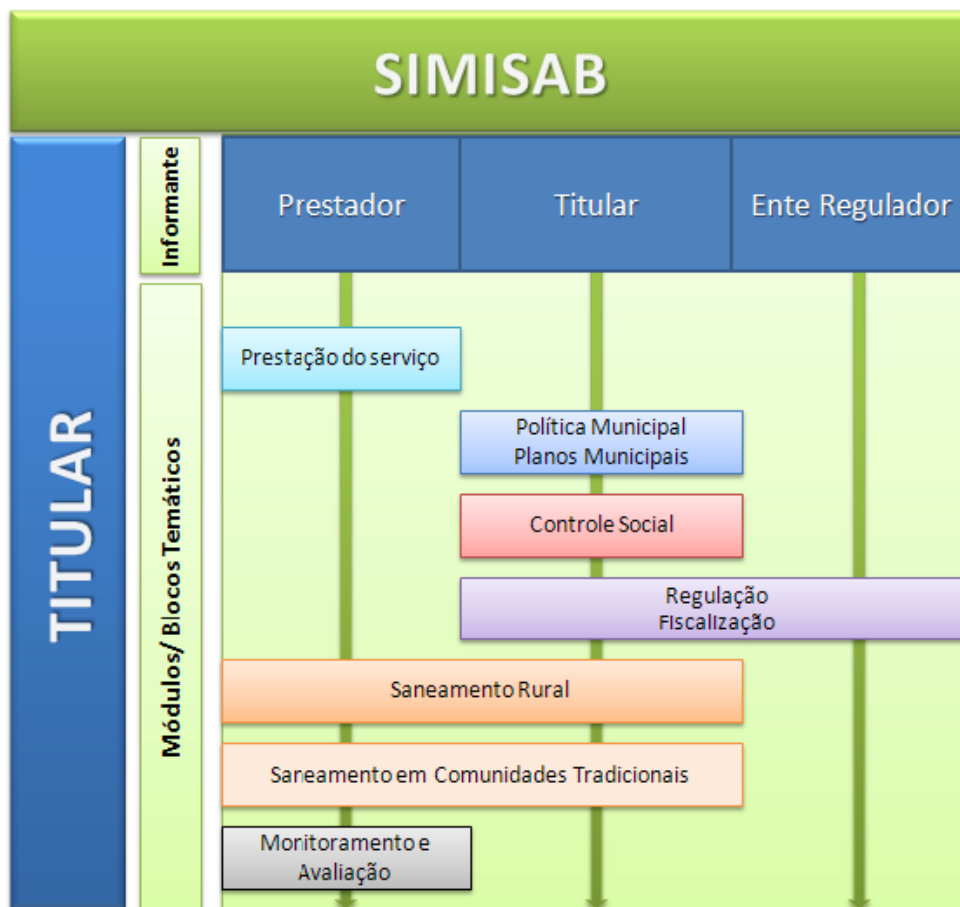 SIMISAB
TITULAR
Informante
Prestador
Titular
Ente Regulador
Módulos/ Blocos Temáticos
Prestação do serviço
Política Municipal
Planos Municipais
Controle Social
Regulação
Fiscalização
Saneamento Rural
Saneamento em Comunidades Tradicionais
Monitoramento e
Avaliação